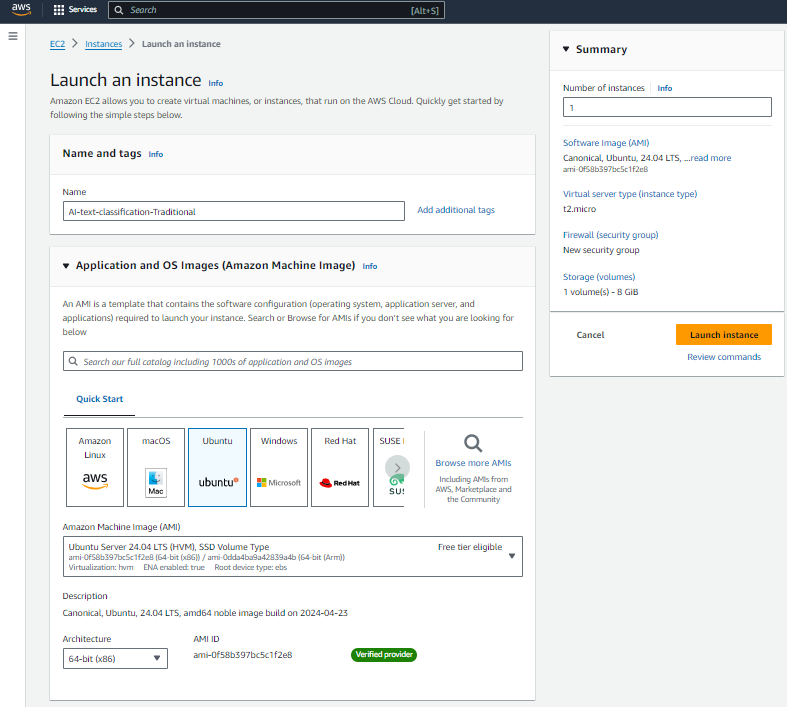 aws
Services
Search
[Alt+S]
EC2 > Instances > Launch an instance
Launch an instance Info
Amazon EC2 allows you to create virtual machines, or instances, that run on the AWS Cloud. Quickly get started by
following the simple steps below.
Name and tags Info
Name
AI-text-classification-Traditional
Add additional tags
Application and OS Images (Amazon Machine Image) Info
An AMI is a template that contains the software configuration (operating system, application server, and
applications) required to launch your instance. Search or Browse for AMIs if you don't see what you are looking for
below
Search our full catalog including 1000s of application and OS images
Quick Start
Amazon
Linux
aws
macOS
Mac
Ubuntu
ubuntu
Windows
Microsoft
Red Hat
Red Hat
SUSE
SUS
Browse more AMIs
Including AMIs from
AWS, Marketplace and
the Community
Amazon Machine Image (AMI)
Ubuntu Server 24.04 LTS (HVM), SSD Volume Type
Free tier eligible
ami-0f58b397bc5c1f2e8 (64-bit (x86)) / ami-0dda4ba9a42839a4b (64-bit (Arm))
Virtualization: hvm ENA enabled: true Root device type: ebs
Description
Canonical, Ubuntu, 24.04 LTS, amd64 noble image build on 2024-04-23
Architecture
64-bit (x86)
AMI ID
ami-0f58b397bc5c1f2e8
Verified provider
Summary
Number of instances Info
1
Software Image (AMI)
Canonical, Ubuntu, 24.04 LTS, ...read more
ami-0f58b397bc5c1f2e8
Virtual server type (instance type)
t2.micro
Firewall (security group)
New security group
Storage (volumes)
1 volume(s) - 8 GiB
Cancel
Launch instance
Review commands